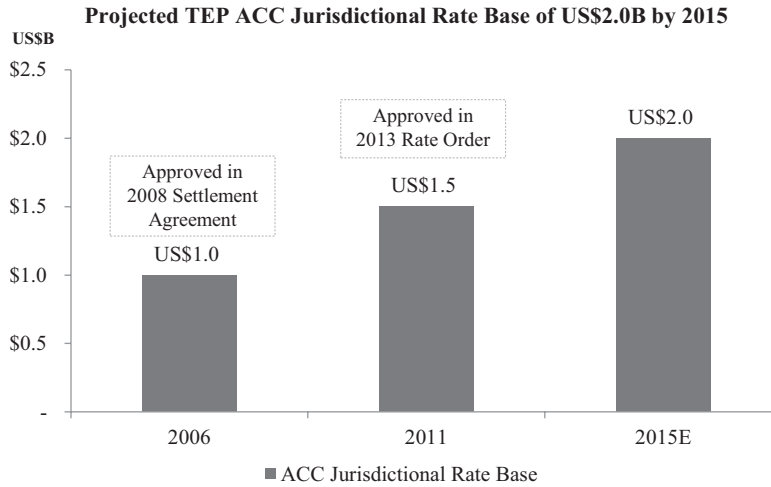 Projected TEP ACC Jurisdictional Rate Base of US$2.0B by 2015
US$B
$2.5
$2.0
$1.5
$1.0
$0.5
-
Approved in
2008 Settlement
Agreement
US$1.0
Approved in
2013 Rate Order
US$1.5
US$2.0
2006
2011
2015E
ACC Jurisdictional Rate Base